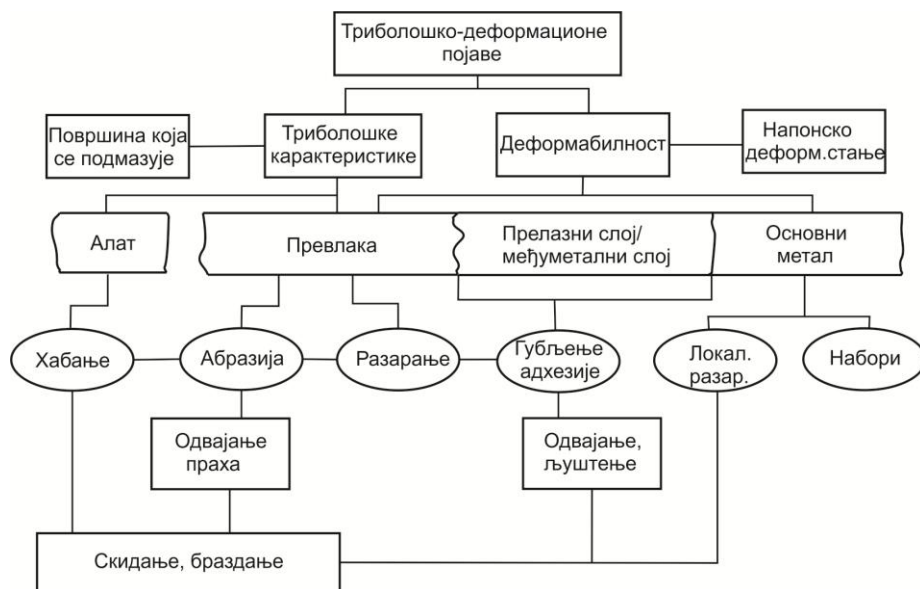 Триболошко-деформационе
појаве
Површина која
се подмазује
Триболошке
карактеристике
Деформабилност
Напонско
деформ.стање
Алат
Превлака
Прелазни слој/
међуметални слој
Основни
метал
Хабање
Абразија
Разарање
Губљење
адхезије
Локал.
разар.
Набори
Одвајање
праха
Одвајање,
љуштење
Скидање, браздање